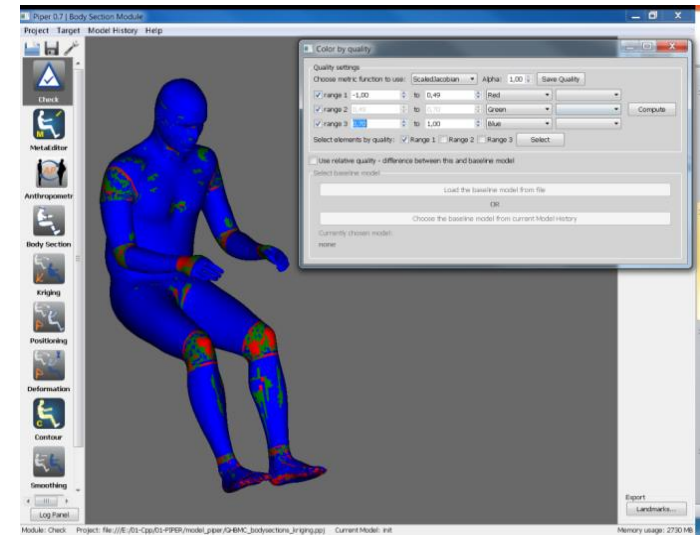 Piper 0.7 | Body Section Module
Project Target Model History Help
Check
MetaEditor
Anthropometr
Body Section
Kriging
Positioning
Deformation
Contour
Smoothing
Log Panel
Color by quality
Quality settings
Choose metric function to use: ScaledJacobian Alpha: 1,00 Save Quality
range 1 -1,00 to 0,49 Red
range 2 to Green Compute
range 3 to 1,00 Blue
Select elements by quality: Range 1 Range 2 Range 3 Select
Use relative quality - difference between this and baseline model
Select baseline model
Load the baseline model from file
OR
Choose the baseline model from current Model History
Currently chosen model:
none
Export
Landmarks...
Module: Check Project: file:///E:/01-Cpp/01-PIPER/model_piper/GHBMC_bodysections_kriging.ppj Current Model: init Memory usage: 2730 MB